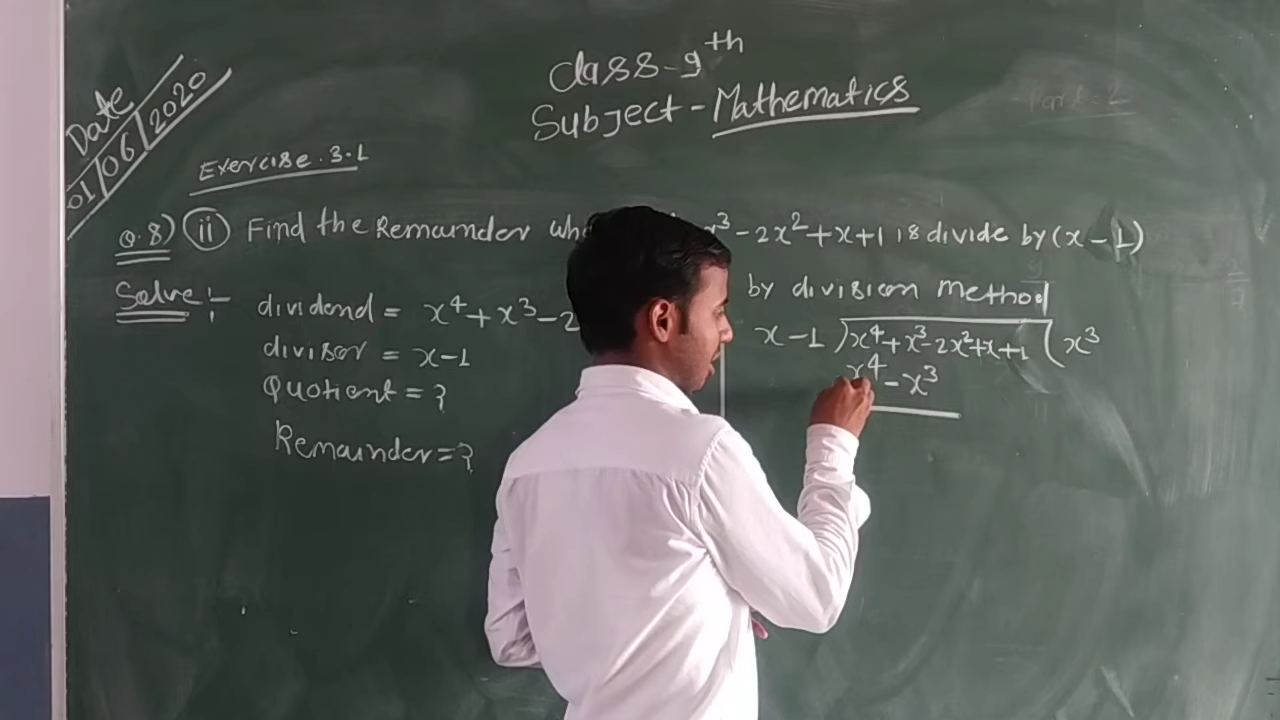 Date
01/06/2020
Class-9th
Subject-Mathematics
Part-2
Exercise.3.1
Q.8) (ii) Find the Remainder x³-2x²+x+1 is divide by (x-1)
Solve:-
dividend = x⁴+x³-2
divisor = x-1
Quotient = ?
Remainder=?
by division method
x-1)x⁴+x³-2x²+x+1(x³
x⁴-x³